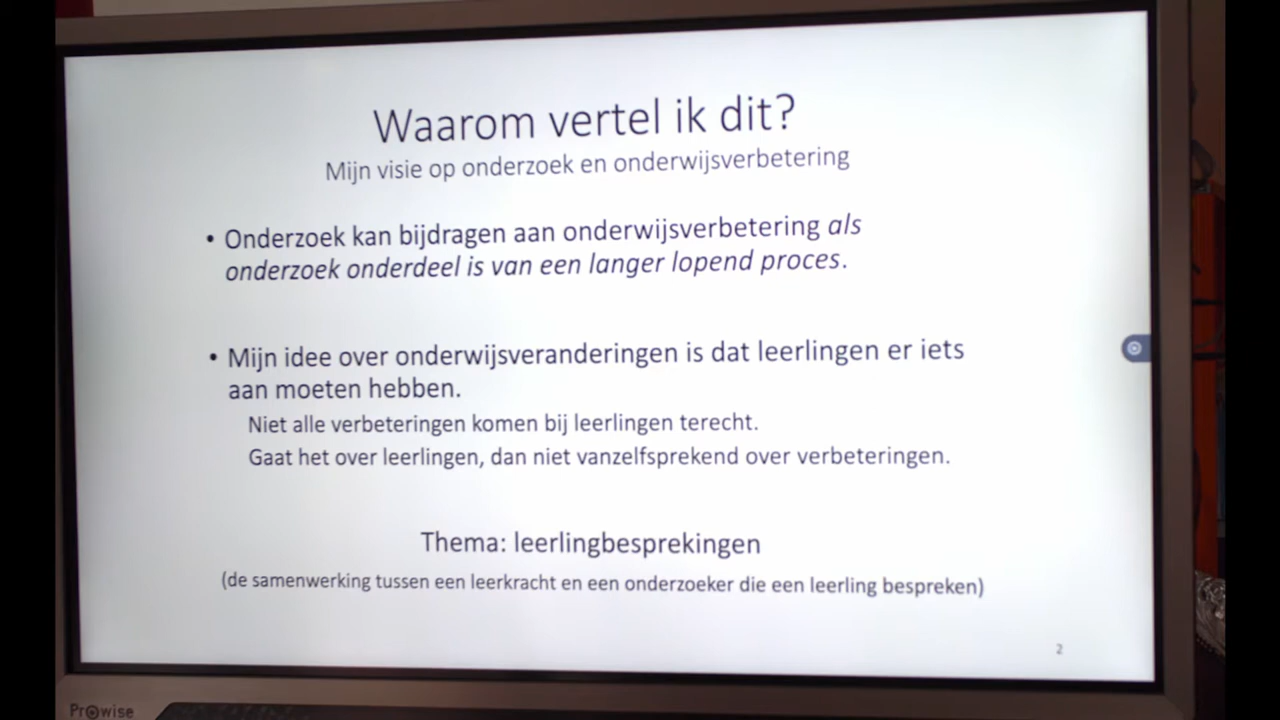 Waarom vertel ik dit?
Mijn visie op onderzoek en onderwijsverbetering
• Onderzoek kan bijdragen aan onderwijsverbetering als
onderzoek onderdeel is van een langer lopend proces.
• Mijn idee over onderwijsveranderingen is dat leerlingen er iets
aan moeten hebben.
Niet alle verbeteringen komen bij leerlingen terecht.
Gaat het over leerlingen, dan niet vanzelfsprekend over verbeteringen.
Thema: leerlingbesprekingen
(de samenwerking tussen een leerkracht en een onderzoeker die een leerling bespreken)
2
Prowise